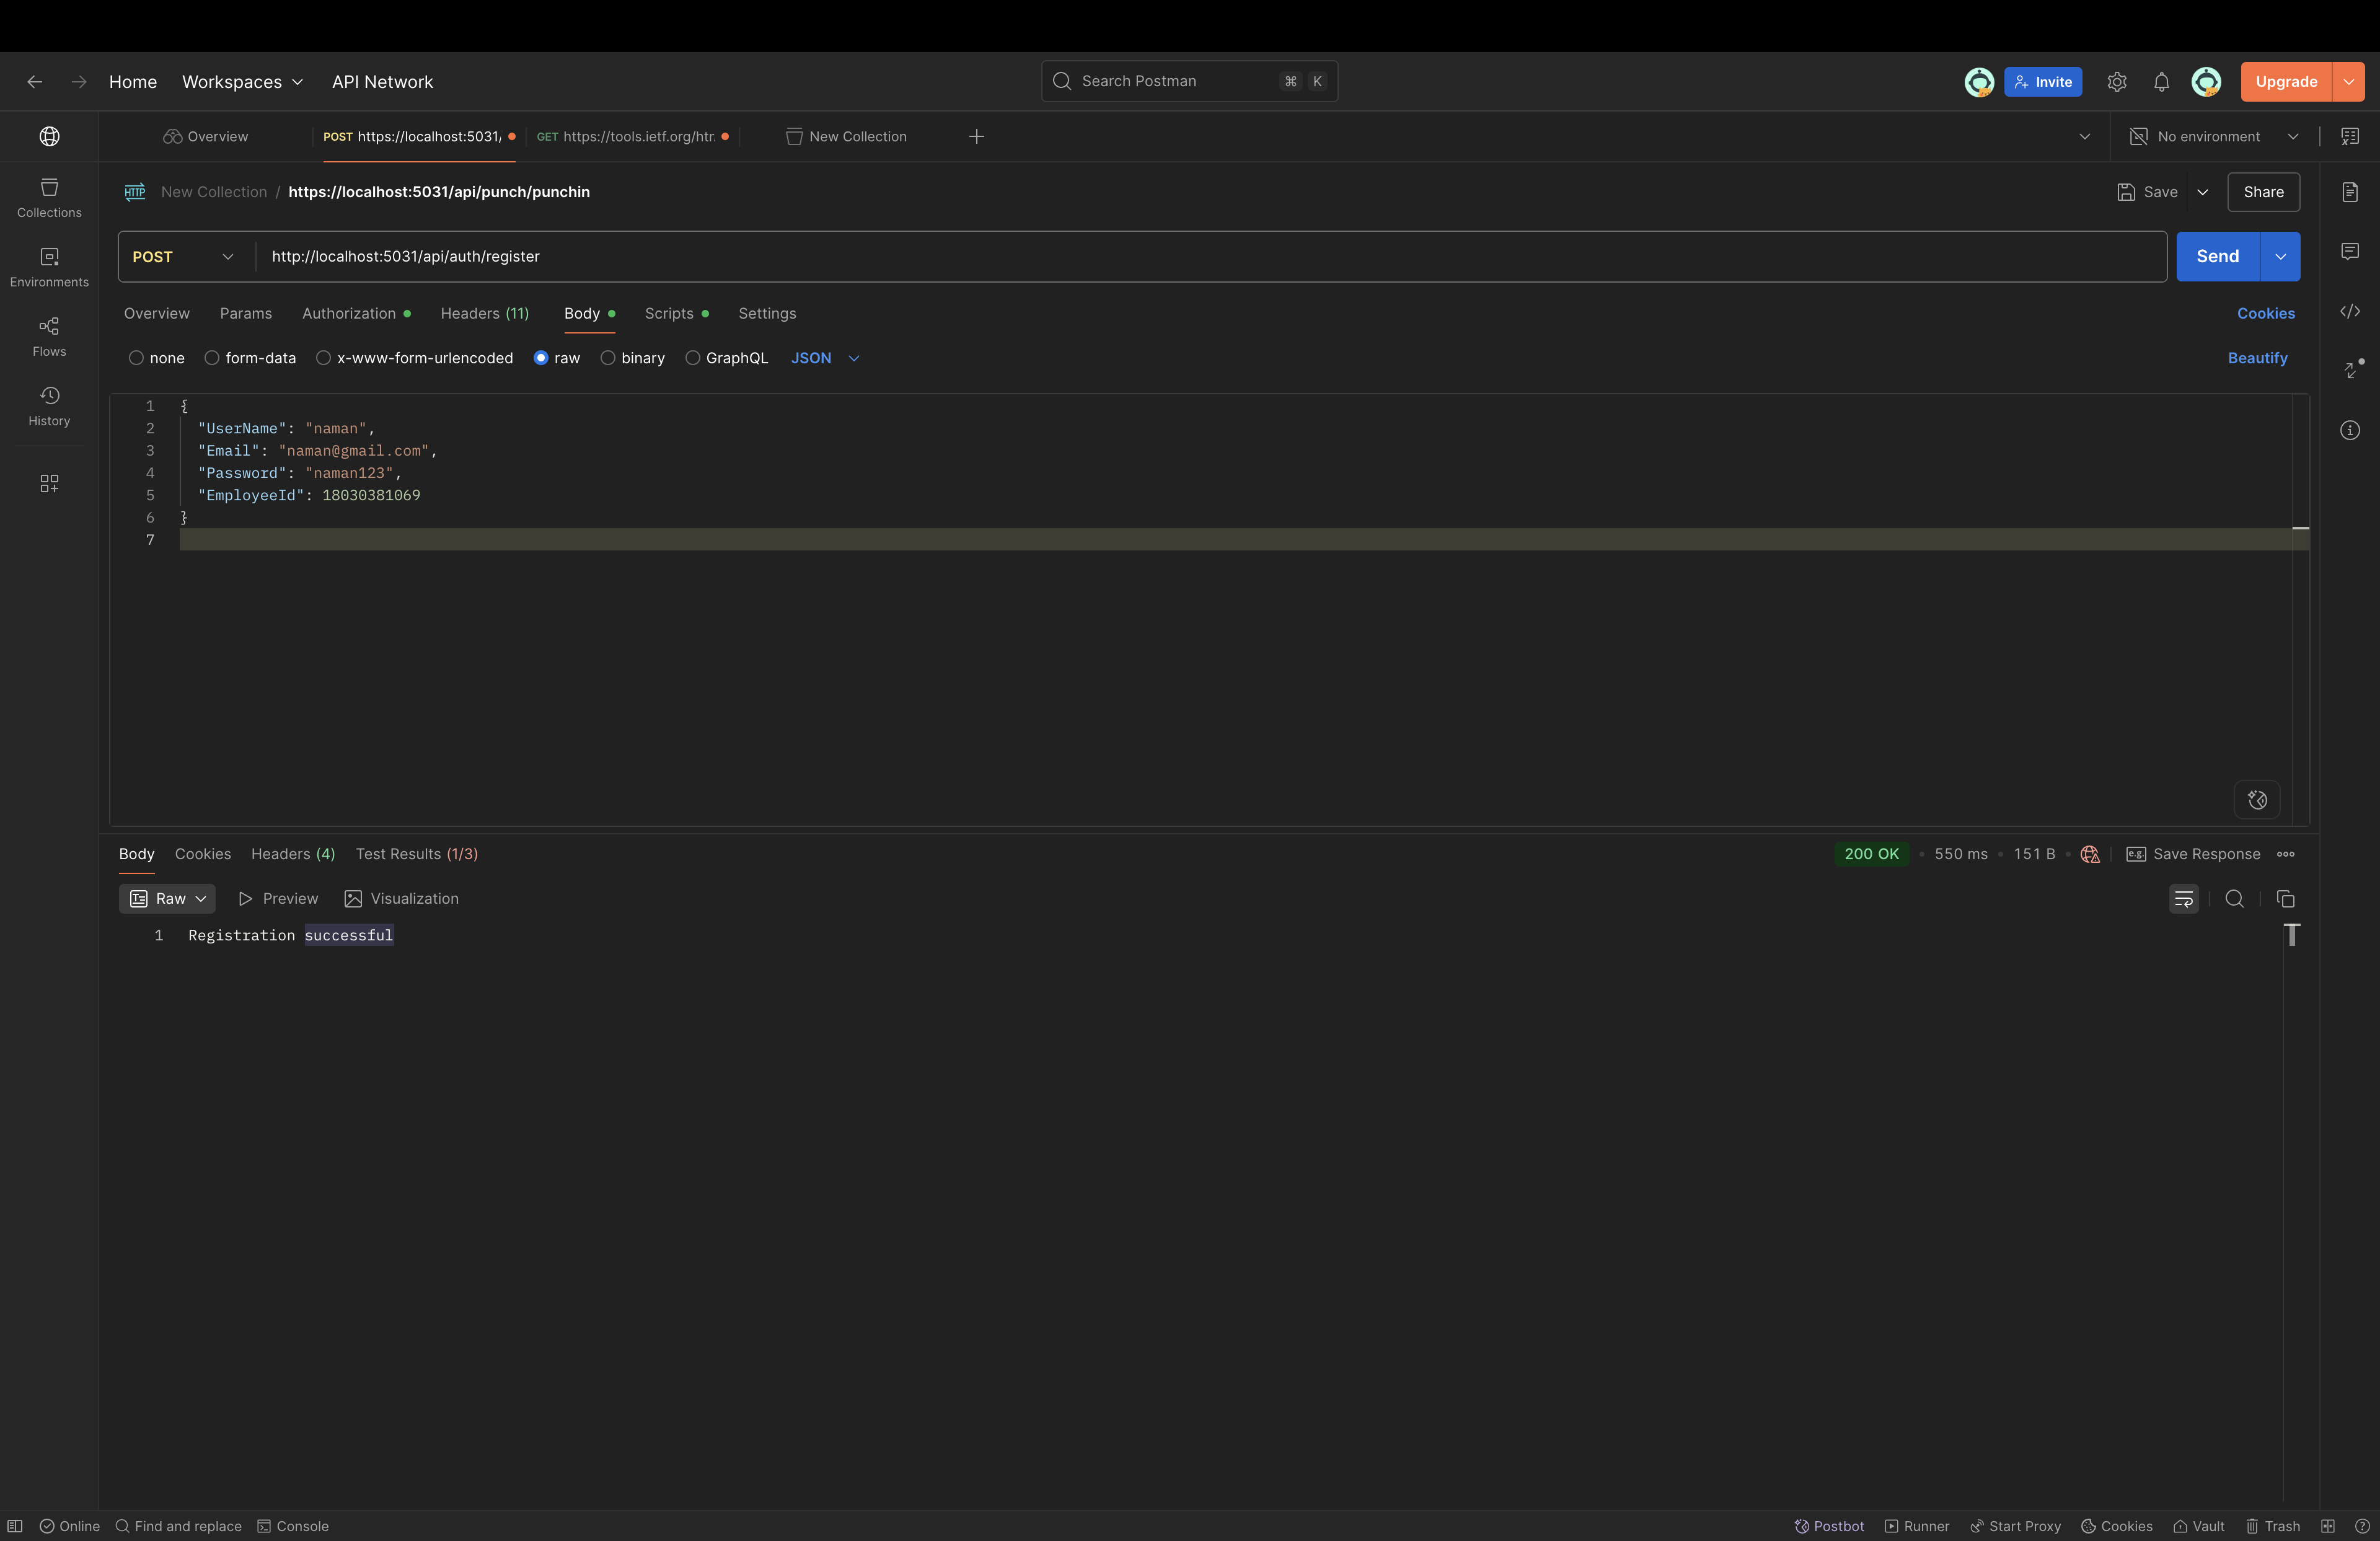 Home Workspaces API Network Search Postman ⌘ K Invite Upgrade
Overview POST https://localhost:5031/ GET https://tools.ietf.org/htr New Collection No environment
Collections
Environments
Flows
History
HTTP New Collection / https://localhost:5031/api/punch/punchin Save Share
POST http://localhost:5031/api/auth/register Send
Overview Params Authorization Headers (11) Body Scripts Settings Cookies
none form-data x-www-form-urlencoded raw binary GraphQL JSON Beautify
1 {
2 "UserName": "naman",
3 "Email": "naman@gmail.com",
4 "Password": "naman123",
5 "EmployeeId": 18030381069
6 }
7
Body Cookies Headers (4) Test Results (1/3) 200 OK • 550 ms • 151 B • e.g. Save Response
Raw Preview Visualization
1 Registration successful
Online Find and replace Console Postbot Runner Start Proxy Cookies Vault Trash